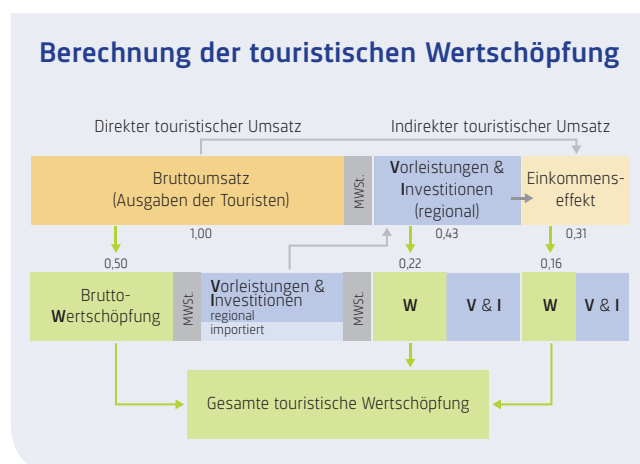 Berechnung der touristischen Wertschöpfung
Direkter touristischer Umsatz
Indirekter touristischer Umsatz
Bruttoumsatz
(Ausgaben der Touristen)
MWSt.
Vorleistungen &
Investitionen
(regional)
Einkommens-
effekt
1,00
0,43
0,31
0,50
0,22
0,16
Brutto-
Wertschöpfung
MWSt.
Vorleistungen &
Investitionen
regional
importiert
MWSt.
W
V & I
W
V & I
Gesamte touristische Wertschöpfung